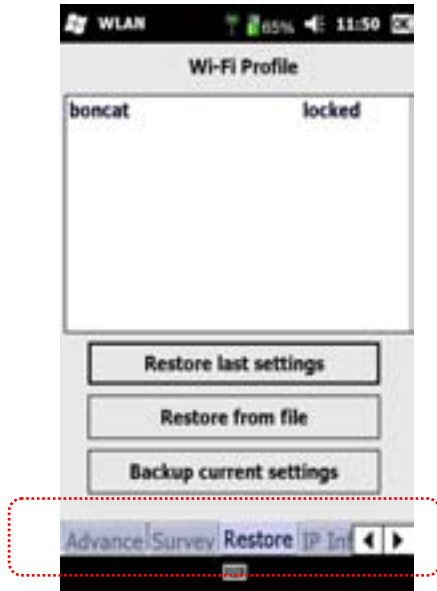 WLAN 65% 11:50 OK
Wi-Fi Profile
boncat locked
Restore last settings
Restore from file
Backup current settings
Advance Survey Restore IP Inf